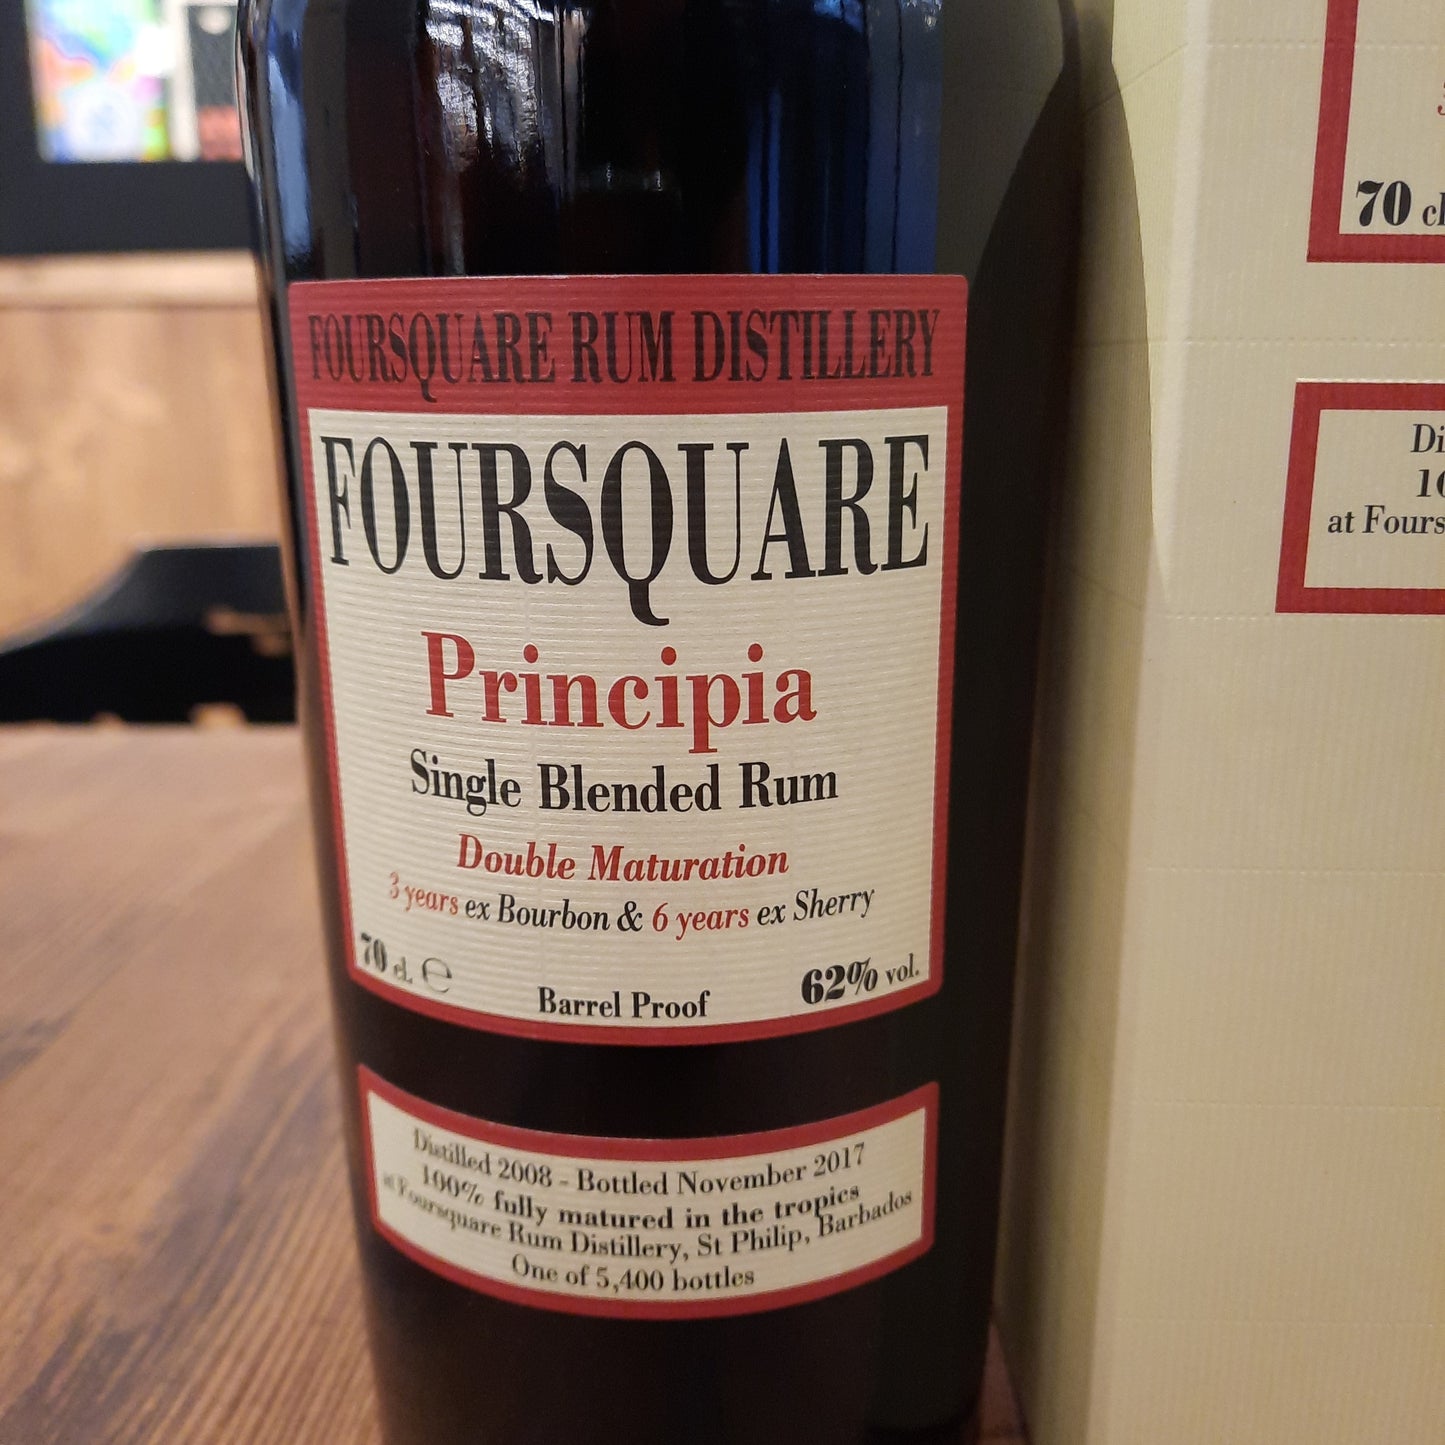 FOURSQUARE RUM DISTILLERY
FOURSQUARE
Principia
Single Blended Rum
Double Maturation
3 years ex Bourbon & 6 years ex Sherry
70 cl. ℮
62% vol.
Barrel Proof
Distilled 2008 - Bottled November 2017
100% fully matured in the tropics
at Foursquare Rum Distillery, St Philip, Barbados
One of 5,400 bottles
70 cl
Di
10
at Fours